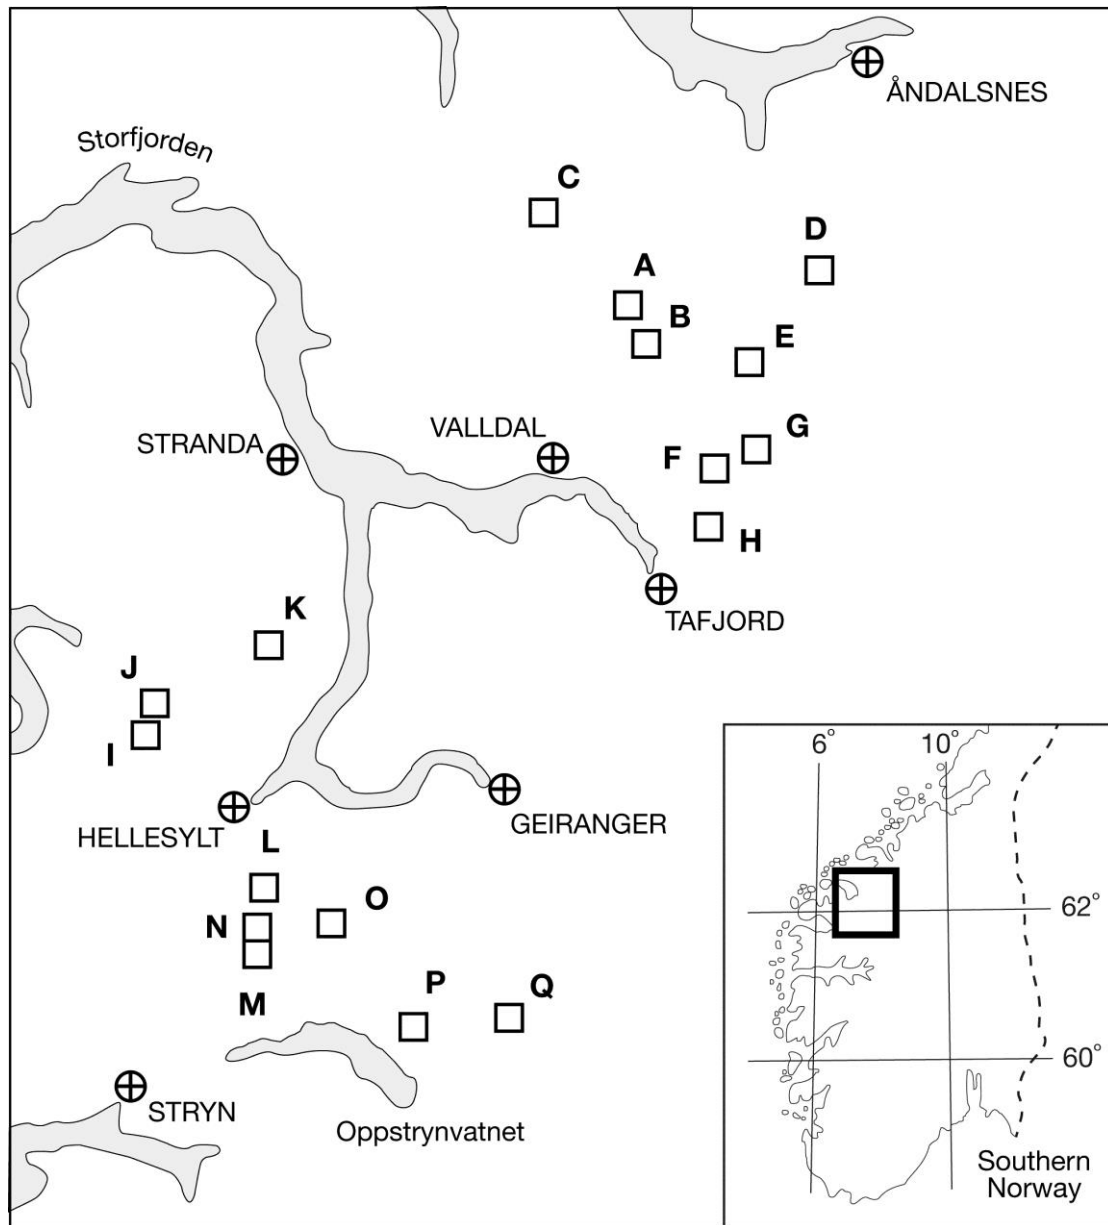 ÅNDALSNES
Storfjorden
C
D
A
B
E
VALLDAL
G
STRANDA
F
H
K
TAFJORD
J
I
6°
10°
GEIRANGER
HELLESYLT
L
O
N
62°
P
Q
M
60°
STRYN
Oppstrynvatnet
Southern
Norway